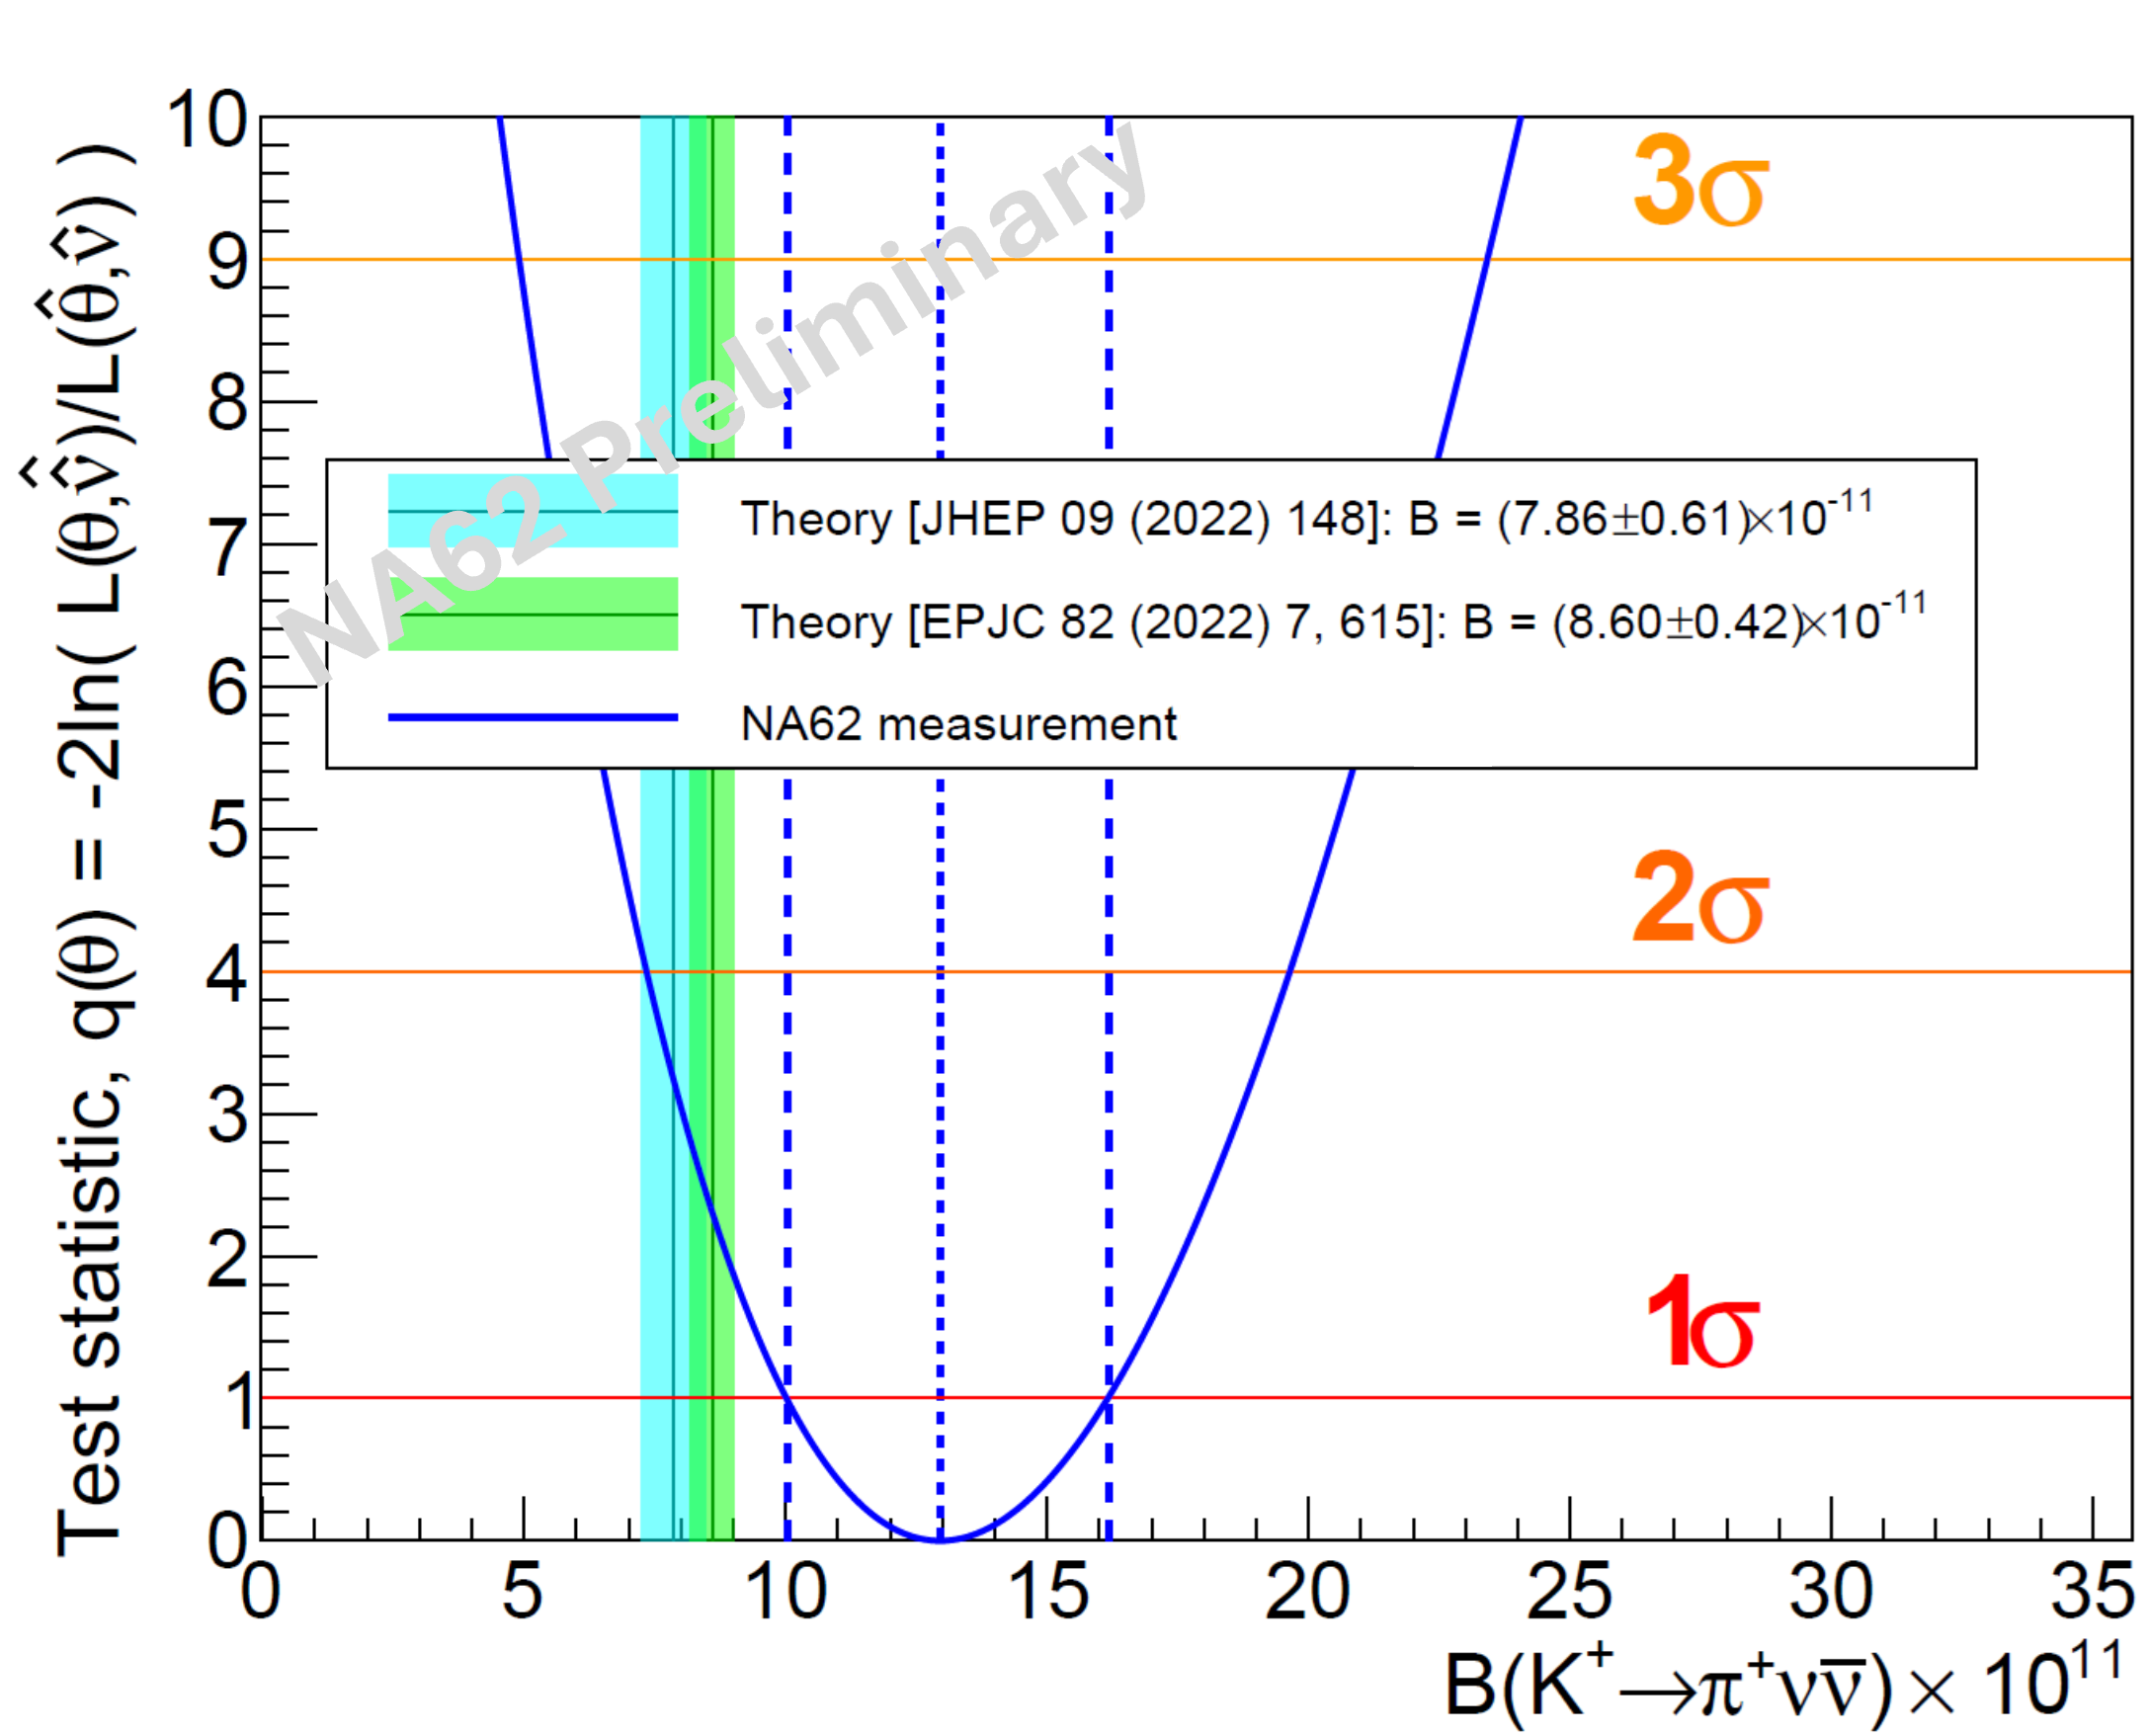 Test statistic, q(θ) = -2ln( L(θ,ν̂̂)/L(θ̂,ν̂) )
10
9
8
7
6
5
4
3
2
1
0
3σ
2σ
1σ
NA62 Preliminary
Theory [JHEP 09 (2022) 148]: B = (7.86±0.61)×10⁻¹¹
Theory [EPJC 82 (2022) 7, 615]: B = (8.60±0.42)×10⁻¹¹
NA62 measurement
0 5 10 15 20 25 30 35
B(K⁺→π⁺νν̅) × 10¹¹